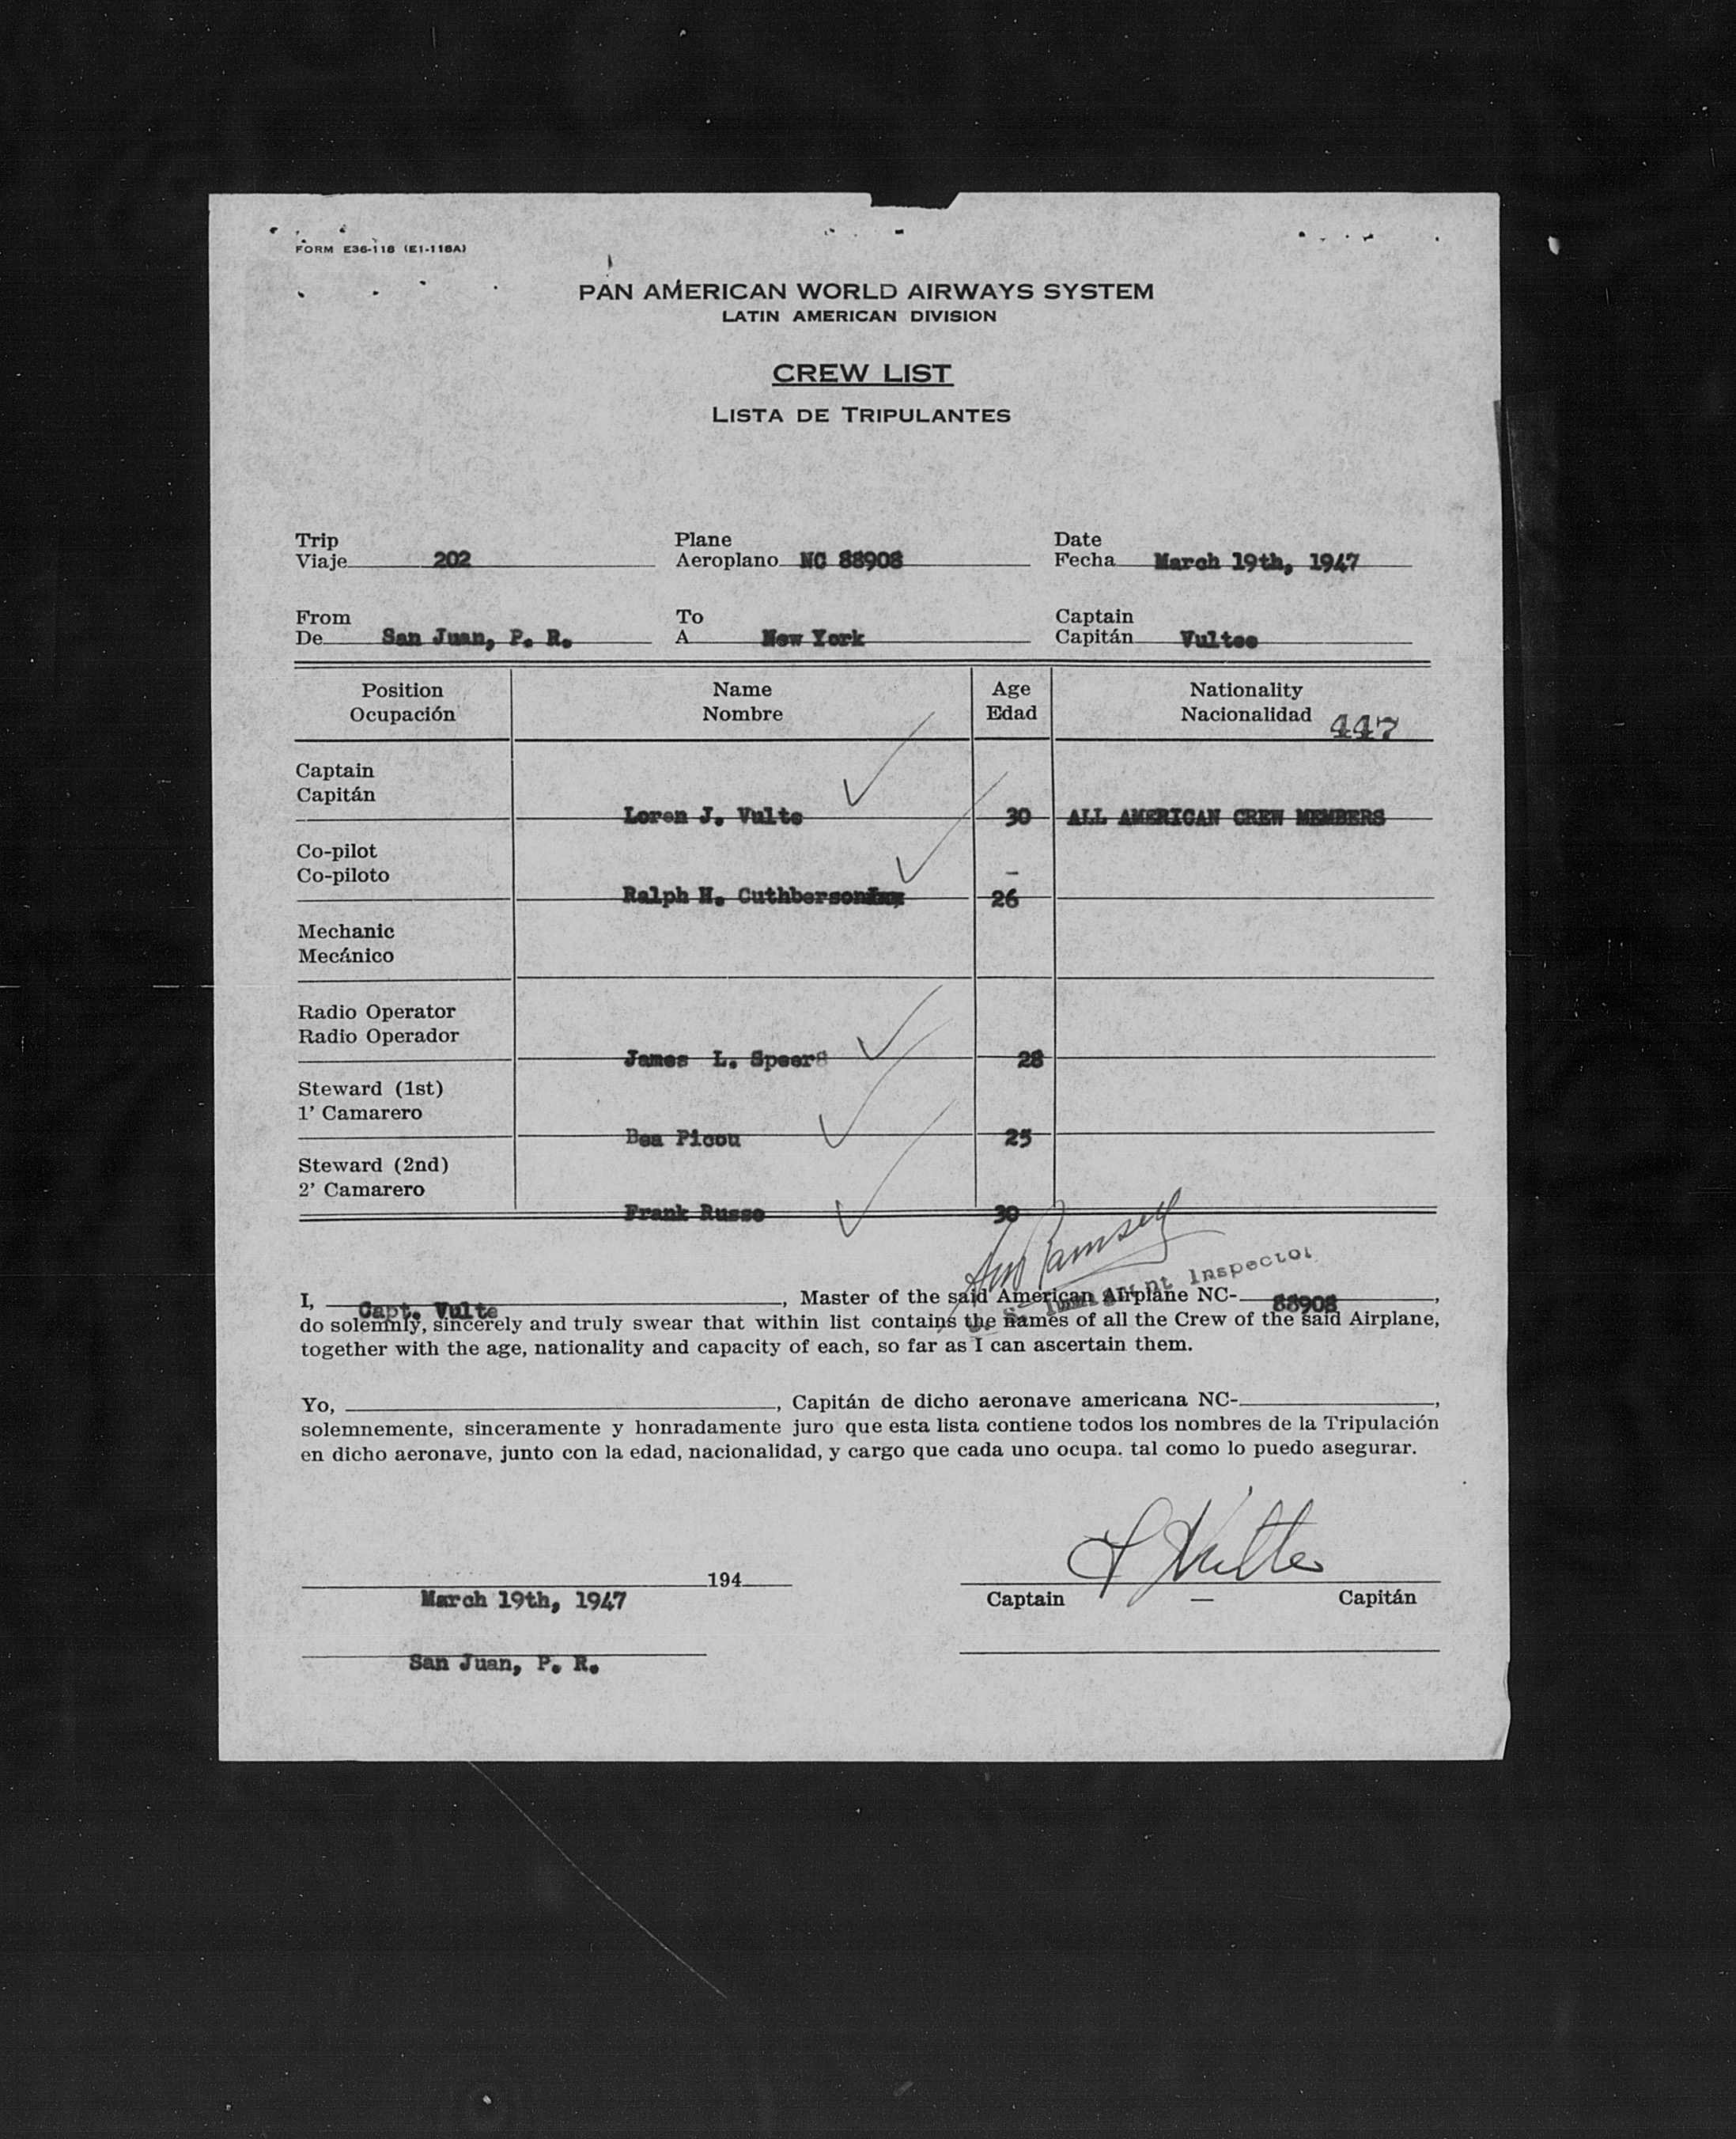 FORM E36-118 (E1-118A)
PAN AMERICAN WORLD AIRWAYS SYSTEM
LATIN AMERICAN DIVISION
CREW LIST
LISTA DE TRIPULANTES
Trip Plane Date
Viaje 202 Aeroplano NC 88908 Fecha March 19th, 1947
From To Captain
De San Juan, P. R. A New York Capitán Vultee
Position Name Age Nationality
Ocupación Nombre Edad Nacionalidad 447
Captain
Capitán
Loren J. Vulte 30 ALL AMERICAN CREW MEMBERS
Co-pilot
Co-piloto
Ralph H. Cuthberson 26
Mechanic
Mecánico
Radio Operator
Radio Operador
James L. Speers 28
Steward (1st)
1' Camarero
Bea Picou 25
Steward (2nd)
2' Camarero
Frank Russo 30
Ramsey
U. S. Immigrant Inspector
I, Capt. Vulte, Master of the said American Airplane NC- 88908,
do solemnly, sincerely and truly swear that within list contains the names of all the Crew of the said Airplane,
together with the age, nationality and capacity of each, so far as I can ascertain them.
Yo, , Capitán de dicho aeronave americana NC- ,
solemnemente, sinceramente y honradamente juro que esta lista contiene todos los nombres de la Tripulación
en dicho aeronave, junto con la edad, nacionalidad, y cargo que cada uno ocupa. tal como lo puedo asegurar.
L Vulte
194
March 19th, 1947 Captain — Capitán
San Juan, P. R.